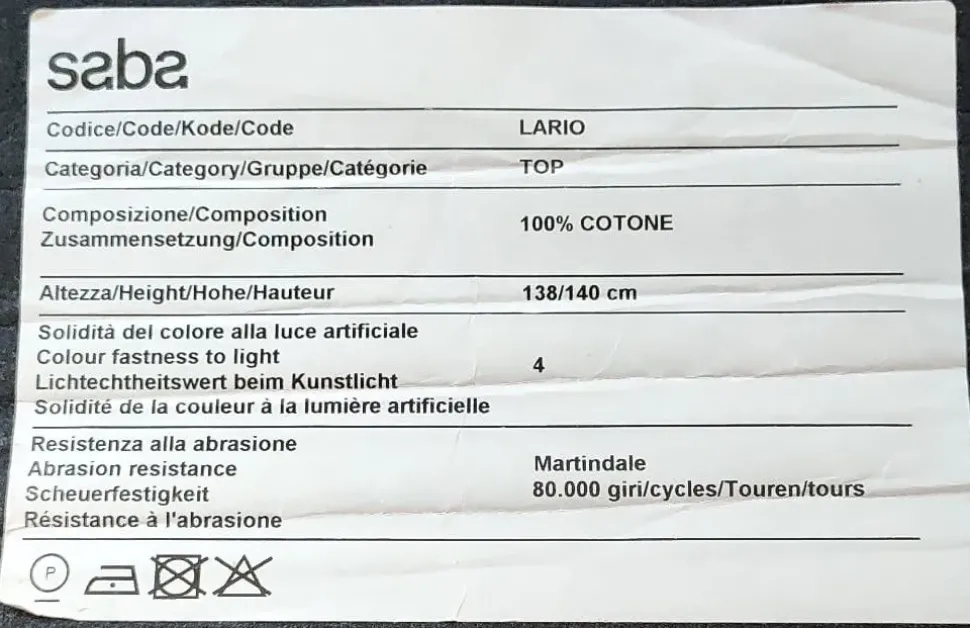 saba
Codice/Code/Kode/Code LARIO
Categoria/Category/Gruppe/Catégorie TOP
Composizione/Composition
Zusammensetzung/Composition 100% COTONE
Altezza/Height/Hohe/Hauteur 138/140 cm
Solidità del colore alla luce artificiale
Colour fastness to light 4
Lichtechtheitswert beim Kunstlicht
Solidité de la couleur à la lumière artificielle
Resistenza alla abrasione
Abrasion resistance Martindale
Scheuerfestigkeit 80.000 giri/cycles/Touren/tours
Résistance à l'abrasione
P